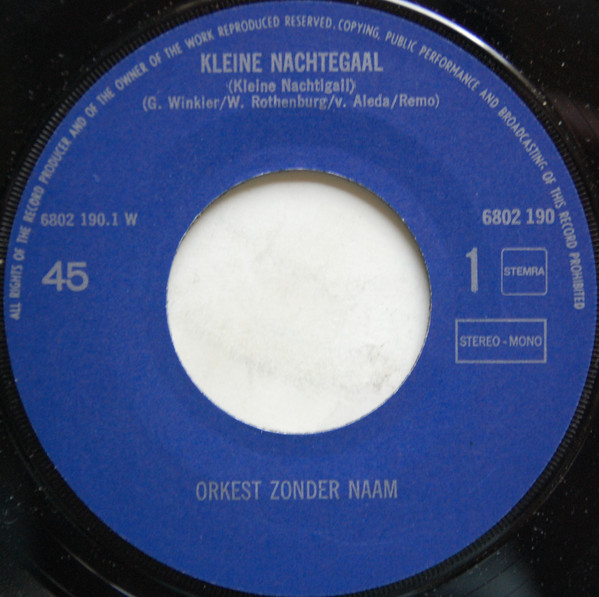 ALL RIGHTS OF THE RECORD PRODUCER AND OF THE OWNER OF THE WORK REPRODUCED RESERVED. COPYING, PUBLIC PERFORMANCE AND BROADCASTING OF THIS RECORD PROHIBITED
KLEINE NACHTEGAAL
(Kleine Nachtigall)
(G. Winkler/W. Rothenburg/v. Aleda/Remo)
6802 190.1 W
6802 190
45
1
STEMRA
STEREO - MONO
ORKEST ZONDER NAAM